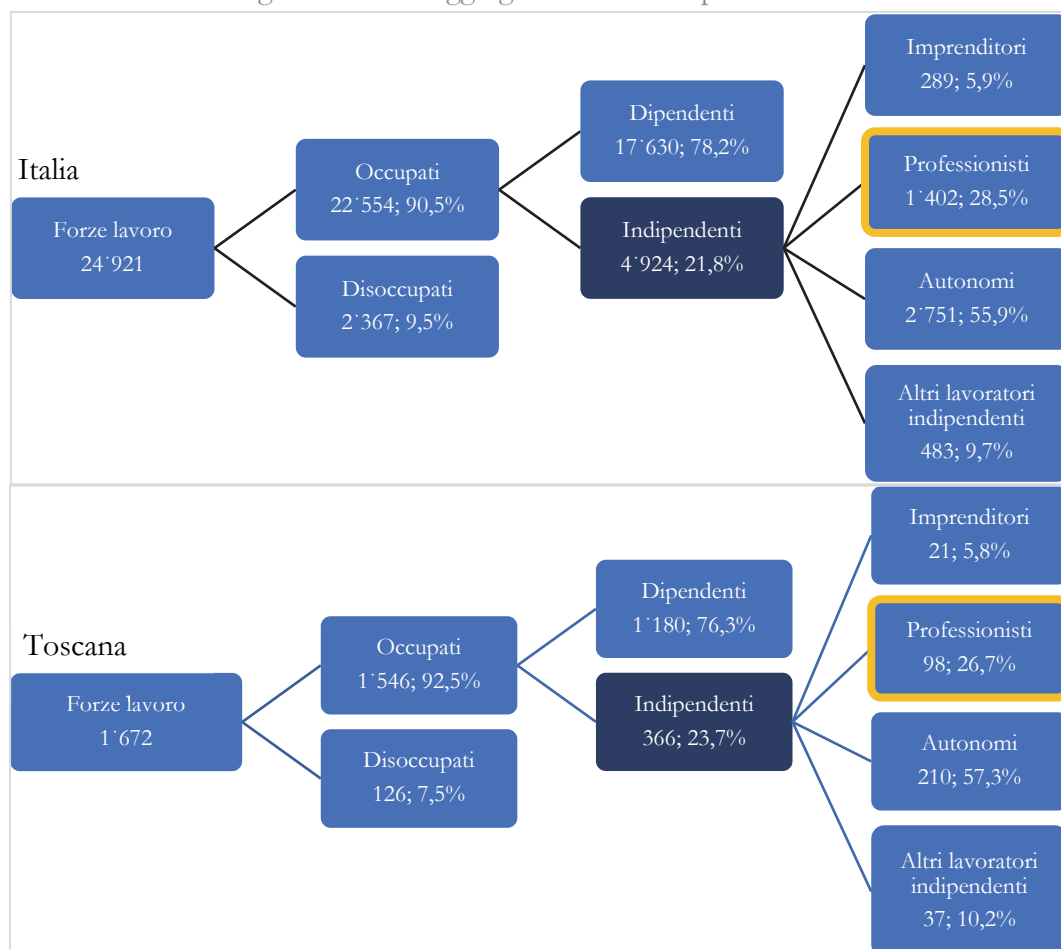 Italia
Forze lavoro
24˙921
Occupati
22˙554; 90,5%
Disoccupati
2˙367; 9,5%
Dipendenti
17˙630; 78,2%
Indipendenti
4˙924; 21,8%
Imprenditori
289; 5,9%
Professionisti
1˙402; 28,5%
Autonomi
2˙751; 55,9%
Altri lavoratori
indipendenti
483; 9,7%
Toscana
Forze lavoro
1˙672
Occupati
1˙546; 92,5%
Disoccupati
126; 7,5%
Dipendenti
1˙180; 76,3%
Indipendenti
366; 23,7%
Imprenditori
21; 5,8%
Professionisti
98; 26,7%
Autonomi
210; 57,3%
Altri lavoratori
indipendenti
37; 10,2%